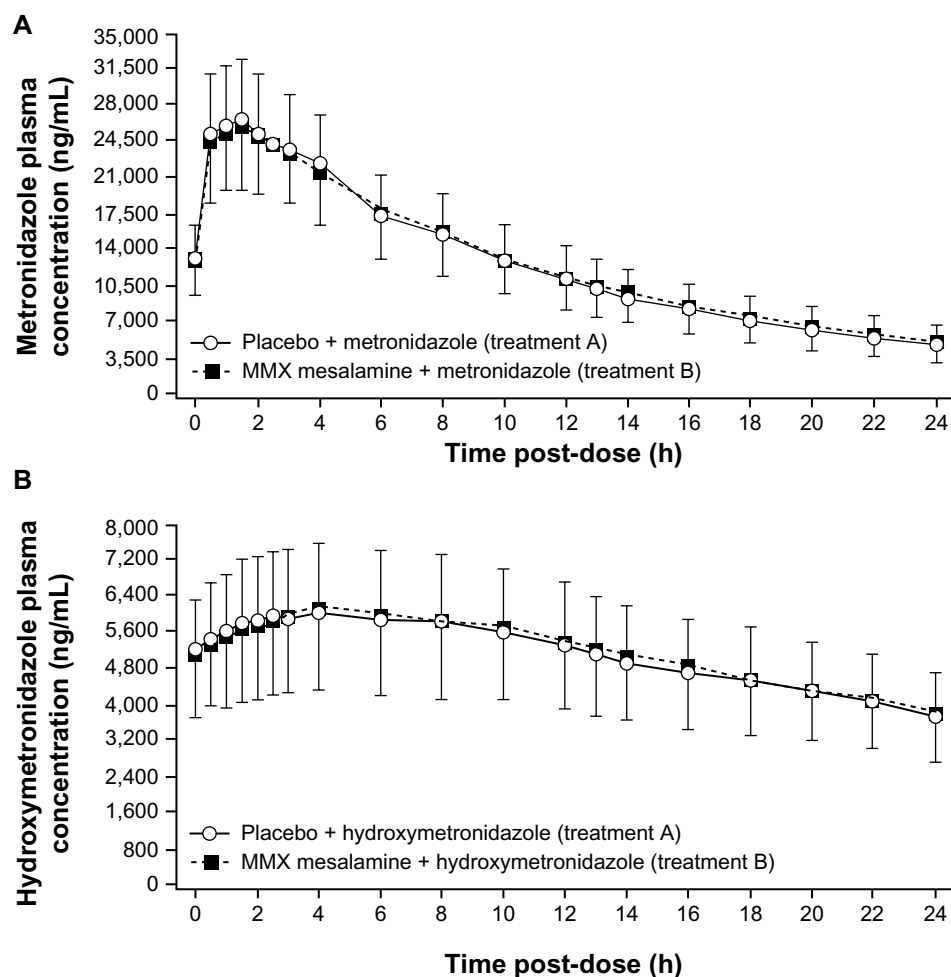 A
Metronidazole plasma
concentration (ng/mL)
35,000
31,500
28,000
24,500
21,000
17,500
14,000
10,500
7,000
3,500
0
Placebo + metronidazole (treatment A)
MMX mesalamine + metronidazole (treatment B)
0 2 4 6 8 10 12 14 16 18 20 22 24
Time post-dose (h)
B
Hydroxymetronidazole plasma
concentration (ng/mL)
8,000
7,200
6,400
5,600
4,800
4,000
3,200
2,400
1,600
800
0
Placebo + hydroxymetronidazole (treatment A)
MMX mesalamine + hydroxymetronidazole (treatment B)
0 2 4 6 8 10 12 14 16 18 20 22 24
Time post-dose (h)